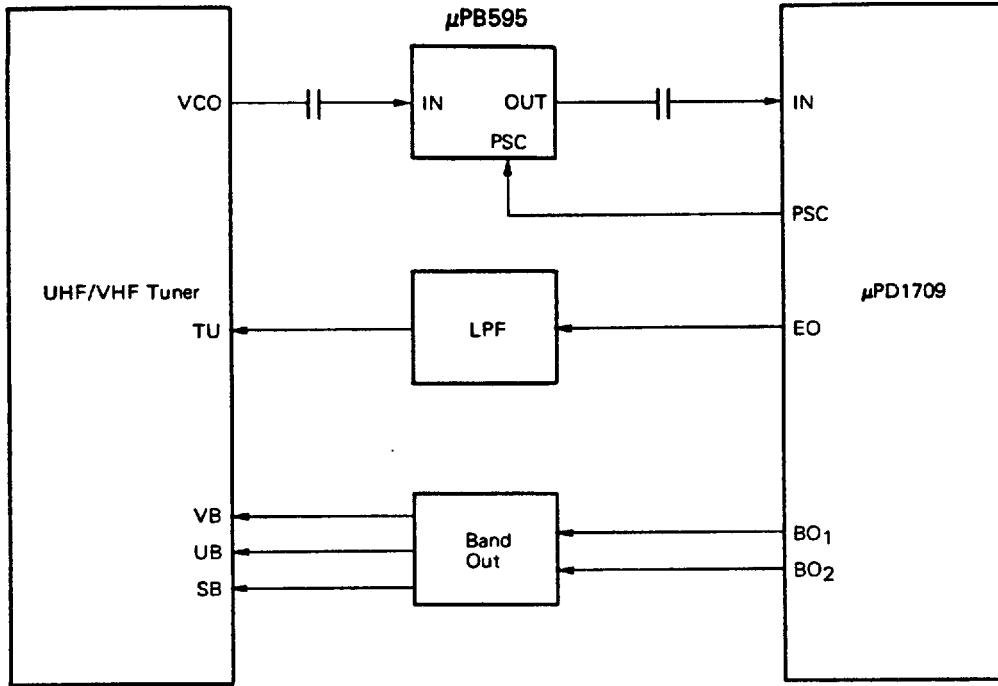 μPB595
VCO
IN
OUT
IN
PSC
PSC
UHF/VHF Tuner
μPD1709
TU
LPF
EO
VB
UB
SB
Band
Out
BO1
BO2